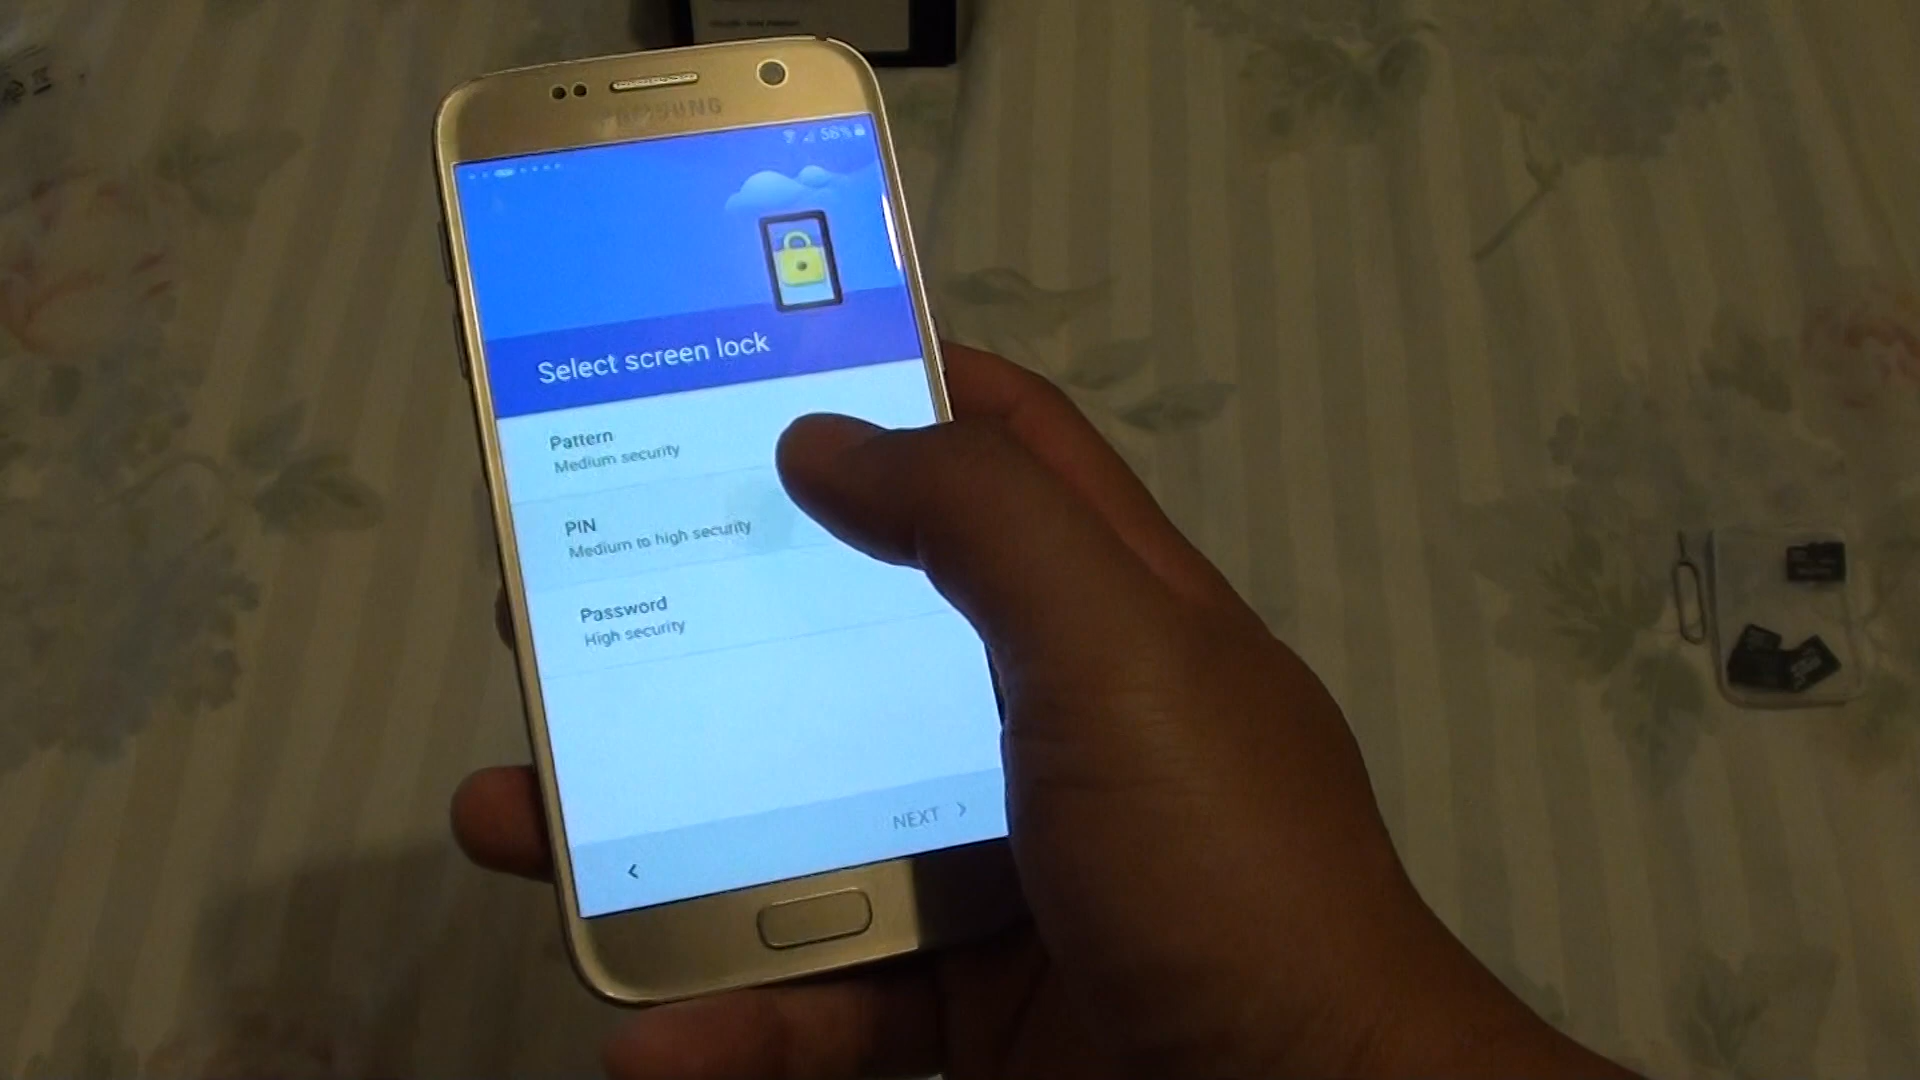 SAMSUNG
56%
Select screen lock
Pattern
Medium security
PIN
Medium to high security
Password
High security
NEXT